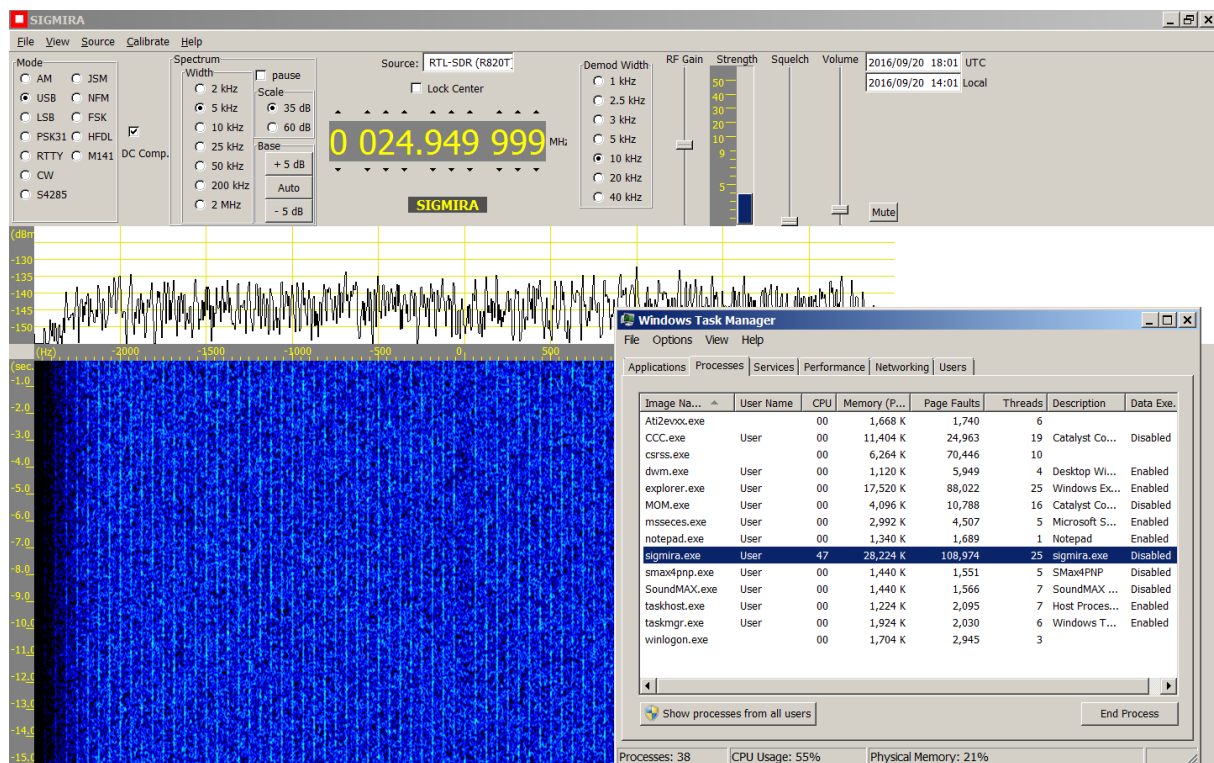 SIGMIRA
File View Source Calibrate Help
Mode
AM JSM
USB NFM
LSB FSK
PSK31 HFDL
RTTY M141
CW
S4285
DC Comp.
Spectrum
Width
2 kHz
5 kHz
10 kHz
25 kHz
50 kHz
200 kHz
2 MHz
pause
Scale
35 dB
60 dB
Base
+ 5 dB
Auto
- 5 dB
Source: RTL-SDR (R820T
Lock Center
0 024.949 999 MHz
SIGMIRA
Demod Width
1 kHz
2.5 kHz
3 kHz
5 kHz
10 kHz
20 kHz
40 kHz
RF Gain Strength Squelch Volume
50
40
30
20
10
9
5
Mute
2016/09/20 18:01 UTC
2016/09/20 14:01 Local
(dBm
-130
-135
-140
-145
-150
(Hz) -2000 -1500 -1000 -500 0 500
(sec.
-1.0
-2.0
-3.0
-4.0
-5.0
-6.0
-7.0
-8.0
-9.0
-10.0
-11.0
-12.0
-13.0
-14.0
-15.0
Windows Task Manager
File Options View Help
Applications Processes Services Performance Networking Users
Image Na... User Name CPU Memory (P... Page Faults Threads Description Data Exe.
Ati2evxx.exe 00 1,668 K 1,740 6
CCC.exe User 00 11,404 K 24,963 19 Catalyst Co... Disabled
csrss.exe 00 6,264 K 70,446 10
dwm.exe User 00 1,120 K 5,949 4 Desktop Wi... Enabled
explorer.exe User 00 17,520 K 88,022 25 Windows Ex... Enabled
MOM.exe User 00 4,096 K 10,788 16 Catalyst Co... Disabled
msseces.exe User 00 2,992 K 4,507 5 Microsoft S... Enabled
notepad.exe User 00 1,340 K 1,689 1 Notepad Enabled
sigmira.exe User 47 28,224 K 108,974 25 sigmira.exe Disabled
smax4pnp.exe User 00 1,440 K 1,551 5 SMax4PNP Disabled
SoundMAX.exe User 00 1,440 K 1,566 7 SoundMAX ... Disabled
taskhost.exe User 00 1,224 K 2,095 7 Host Proces... Enabled
taskmgr.exe User 00 1,924 K 2,030 6 Windows T... Enabled
winlogon.exe 00 1,704 K 2,945 3
Show processes from all users
End Process
Processes: 38 CPU Usage: 55% Physical Memory: 21%